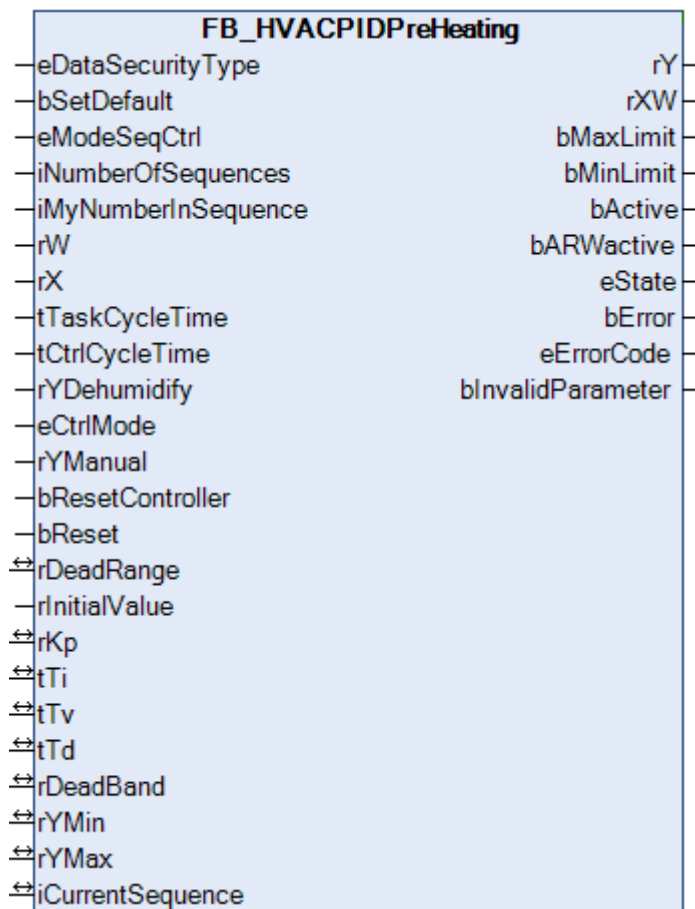 FB_HVACPIDPreHeating
eDataSecurityType rY
bSetDefault rXW
eModeSeqCtrl bMaxLimit
iNumberOfSequences bMinLimit
iMyNumberInSequence bActive
rW bARWactive
rX eState
tTaskCycleTime bError
tCtrlCycleTime eErrorCode
rYDehumidify bInvalidParameter
eCtrlMode
rYManual
bResetController
bReset
rDeadRange
rInitialValue
rKp
tTi
tTv
tTd
rDeadBand
rYMin
rYMax
iCurrentSequence